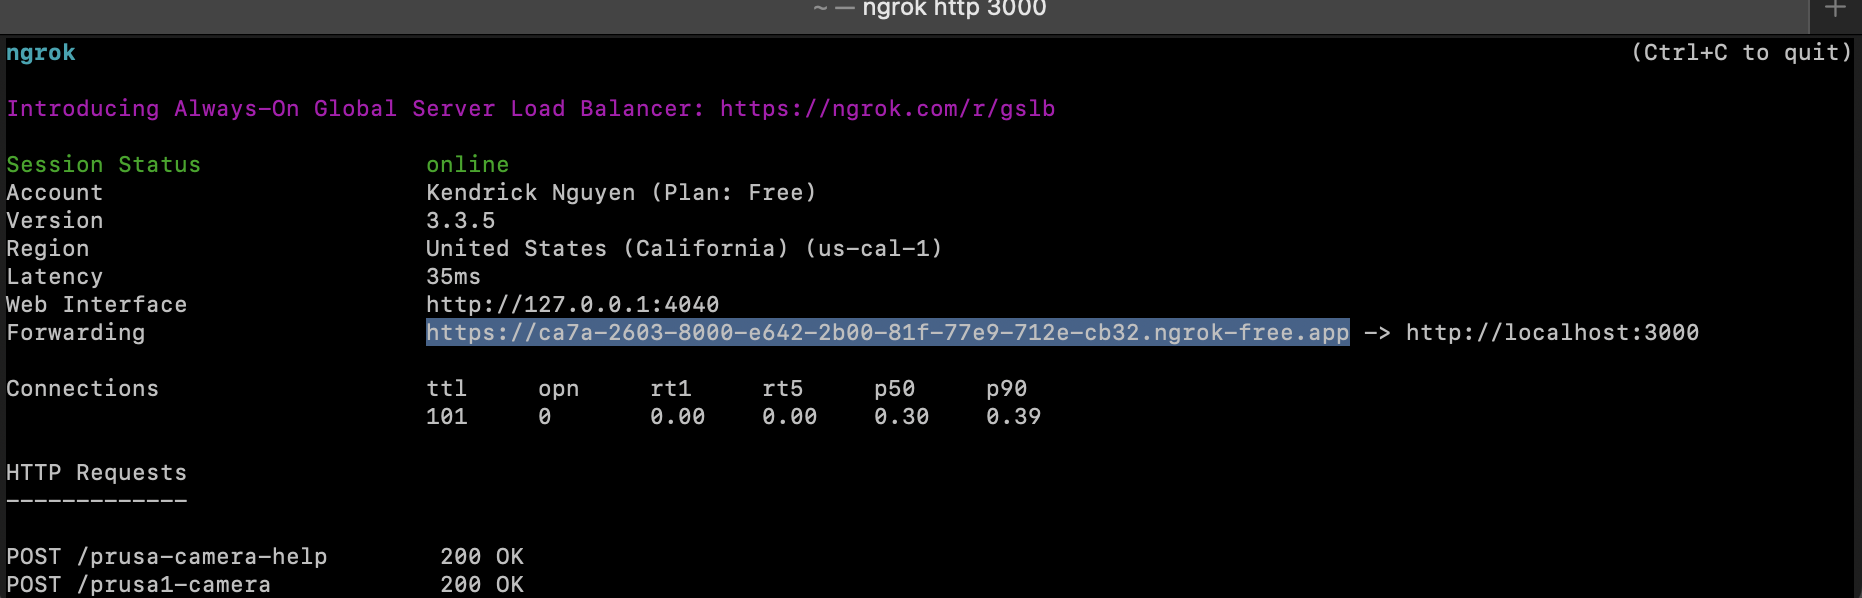 ~ — ngrok http 3000
+
ngrok (Ctrl+C to quit)
Introducing Always-On Global Server Load Balancer: https://ngrok.com/r/gslb
Session Status online
Account Kendrick Nguyen (Plan: Free)
Version 3.3.5
Region United States (California) (us-cal-1)
Latency 35ms
Web Interface http://127.0.0.1:4040
Forwarding https://ca7a-2603-8000-e642-2b00-81f-77e9-712e-cb32.ngrok-free.app -> http://localhost:3000
Connections ttl opn rt1 rt5 p50 p90
101 0 0.00 0.00 0.30 0.39
HTTP Requests
-------------
POST /prusa-camera-help 200 OK
POST /prusa1-camera 200 OK